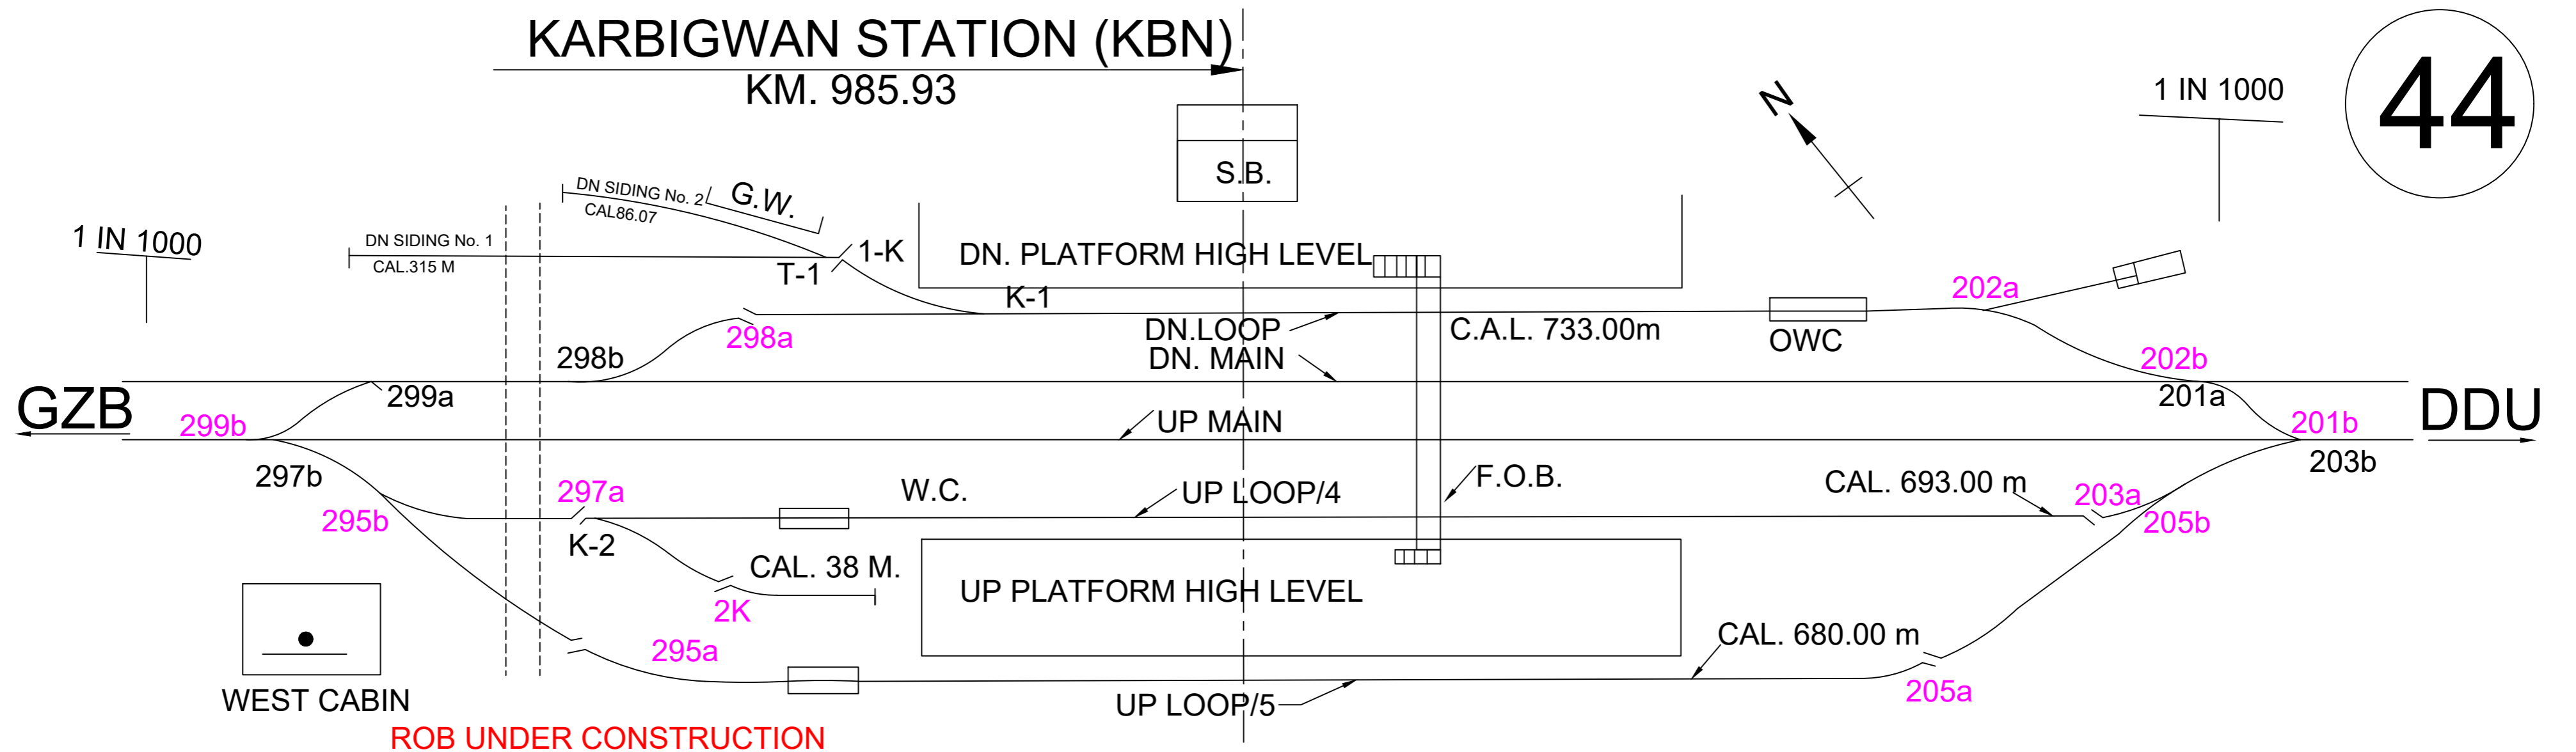 KARBIGWAN STATION (KBN)
KM. 985.93
44
1 IN 1000
N
S.B.
DN SIDING No. 2
CAL86.07
G.W.
1 IN 1000
DN SIDING No. 1
CAL.315 M
T-1
1-K
DN. PLATFORM HIGH LEVEL
K-1
202a
298a
298b
DN.LOOP
C.A.L. 733.00m
OWC
DN. MAIN
202b
299a
201a
GZB
299b
UP MAIN
201b
DDU
297b
203b
297a
W.C.
UP LOOP/4
F.O.B.
CAL. 693.00 m
203a
295b
205b
K-2
CAL. 38 M.
2K
UP PLATFORM HIGH LEVEL
295a
CAL. 680.00 m
WEST CABIN
UP LOOP/5
205a
ROB UNDER CONSTRUCTION